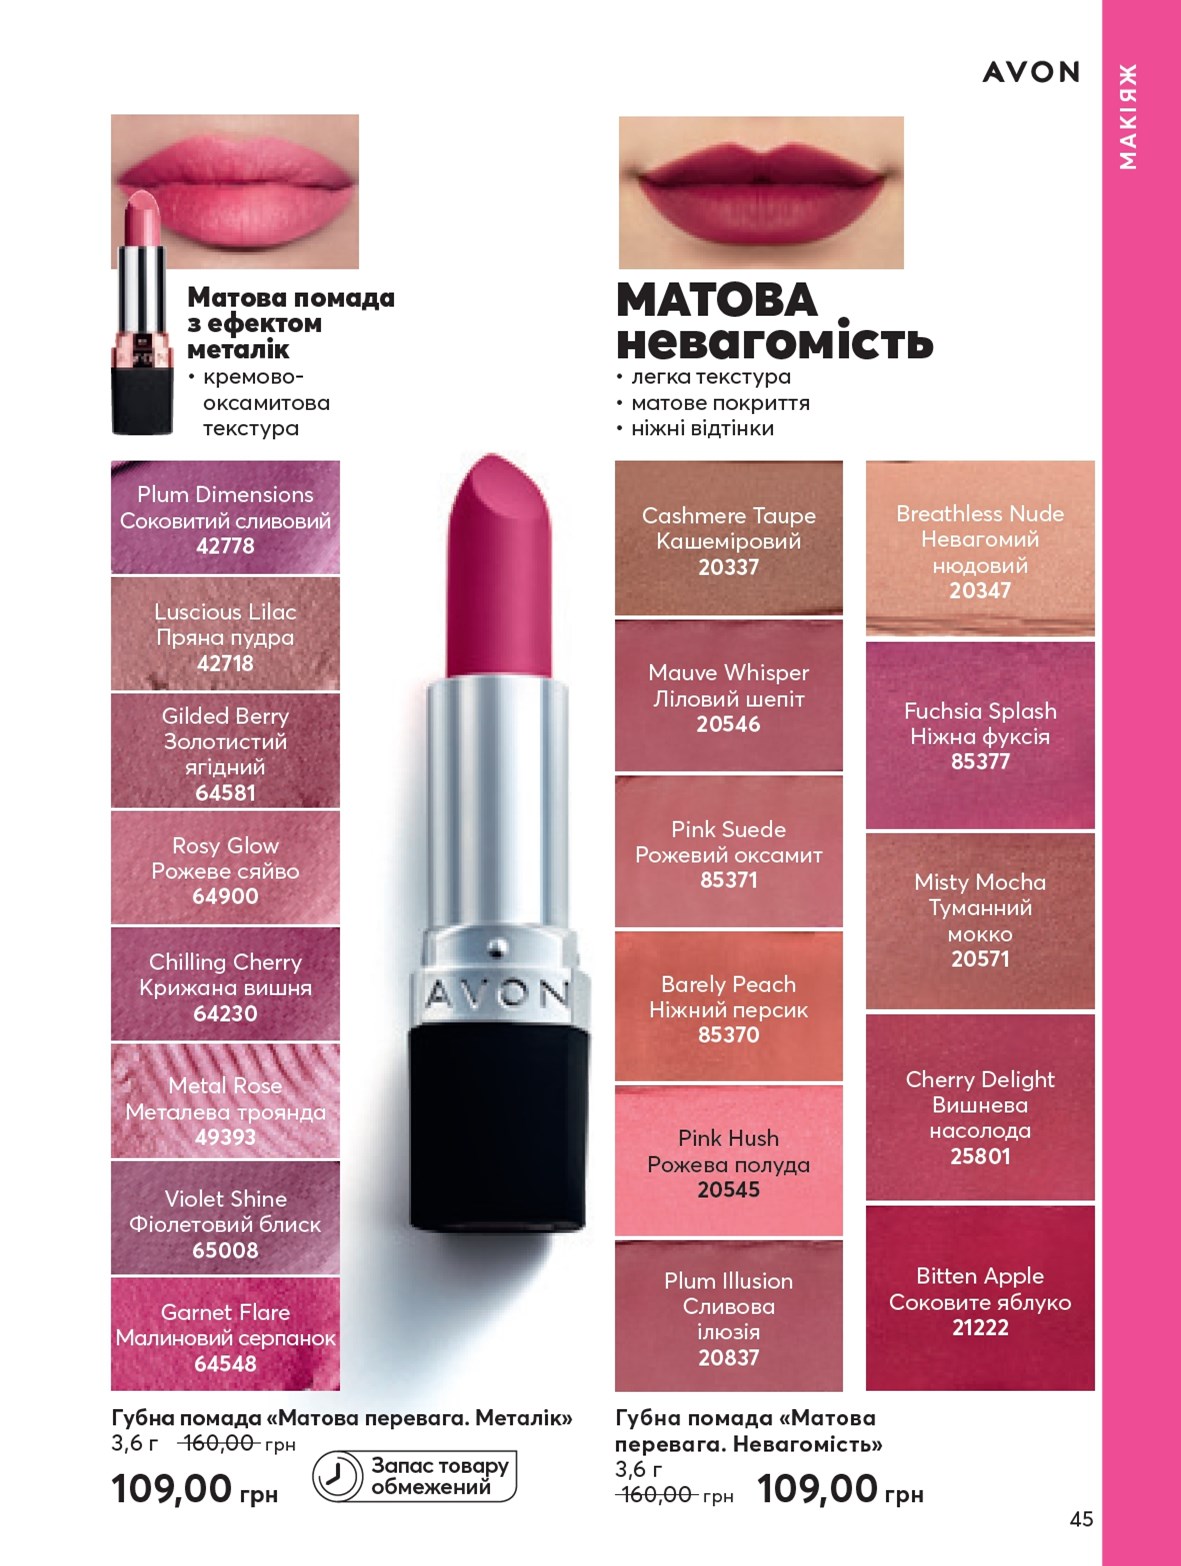 AVON
МАКІЯЖ
Матова помада
з ефектом
металік
• кремово-
оксамитова
текстура
МАТОВА
невагомість
• легка текстура
• матове покриття
• ніжні відтінки
Plum Dimensions
Соковитий сливовий
42778
Luscious Lilac
Пряна пудра
42718
Gilded Berry
Золотистий
ягідний
64581
Rosy Glow
Рожеве сяйво
64900
Chilling Cherry
Крижана вишня
64230
Metal Rose
Металева троянда
49393
Violet Shine
Фіолетовий блиск
65008
Garnet Flare
Малиновий серпанок
64548
AVON
AVON
Cashmere Taupe
Кашеміровий
20337
Mauve Whisper
Ліловий шепіт
20546
Pink Suede
Рожевий оксамит
85371
Barely Peach
Ніжний персик
85370
Pink Hush
Рожева полуда
20545
Plum Illusion
Сливова
ілюзія
20837
Breathless Nude
Невагомий
нюдовий
20347
Fuchsia Splash
Ніжна фуксія
85377
Misty Mocha
Туманний
мокко
20571
Cherry Delight
Вишнева
насолода
25801
Bitten Apple
Соковите яблуко
21222
Губна помада «Матова перевага. Металік»
3,6 г 160,00 грн
109,00 грн
Запас товару
обмежений
Губна помада «Матова
перевага. Невагомість»
3,6 г
160,00 грн 109,00 грн
45